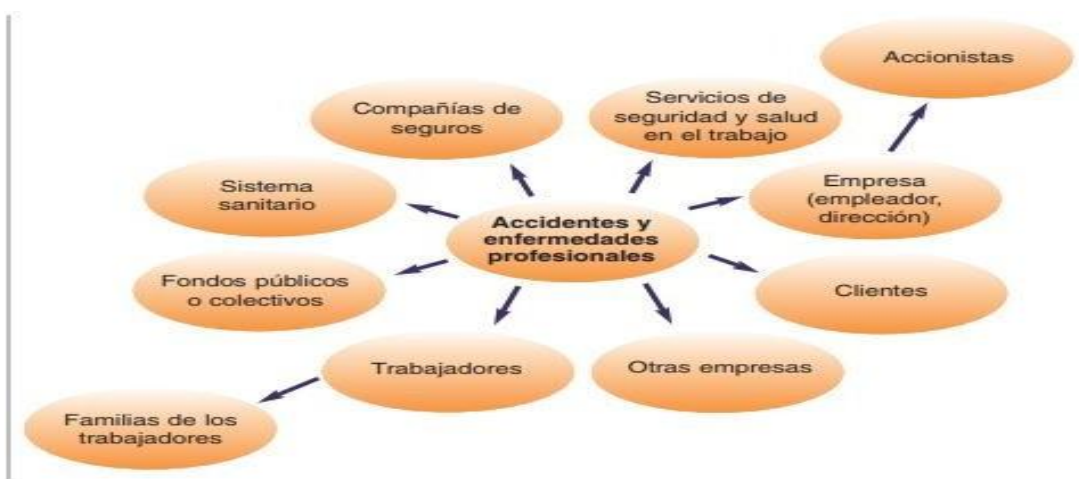 Accionistas
Compañías de
seguros
Servicios de
seguridad y salud
en el trabajo
Sistema
sanitario
Empresa
(empleador,
dirección)
Accidentes y
enfermedades
profesionales
Fondos públicos
o colectivos
Clientes
Trabajadores
Otras empresas
Familias de los
trabajadores